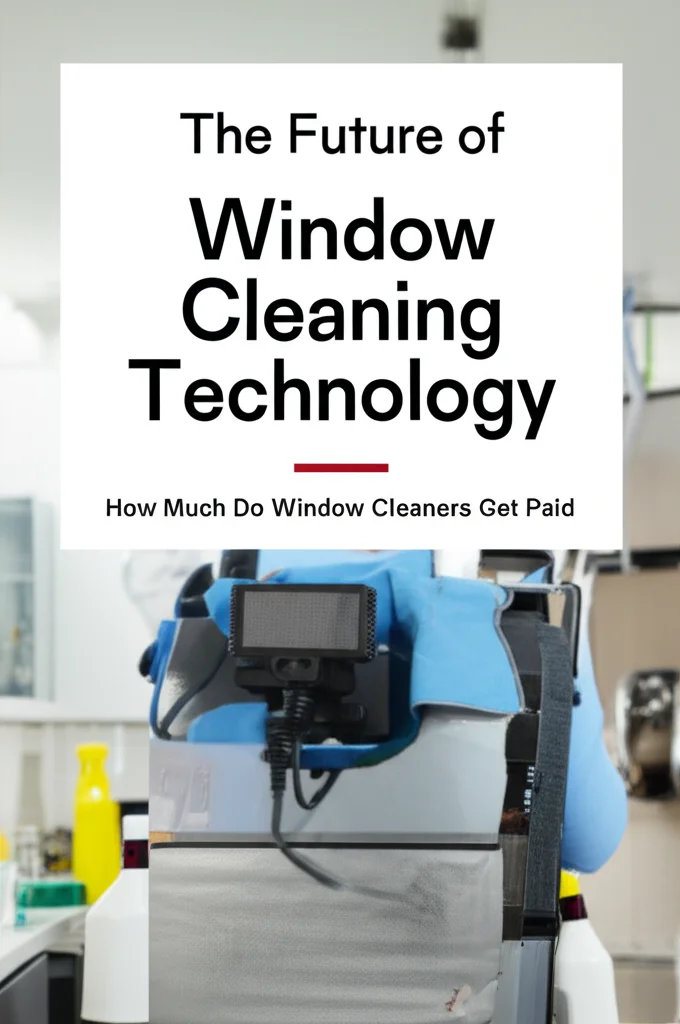 The Future of
Window
Cleaning
Technology
How Much Do Window Cleaners Get Paid